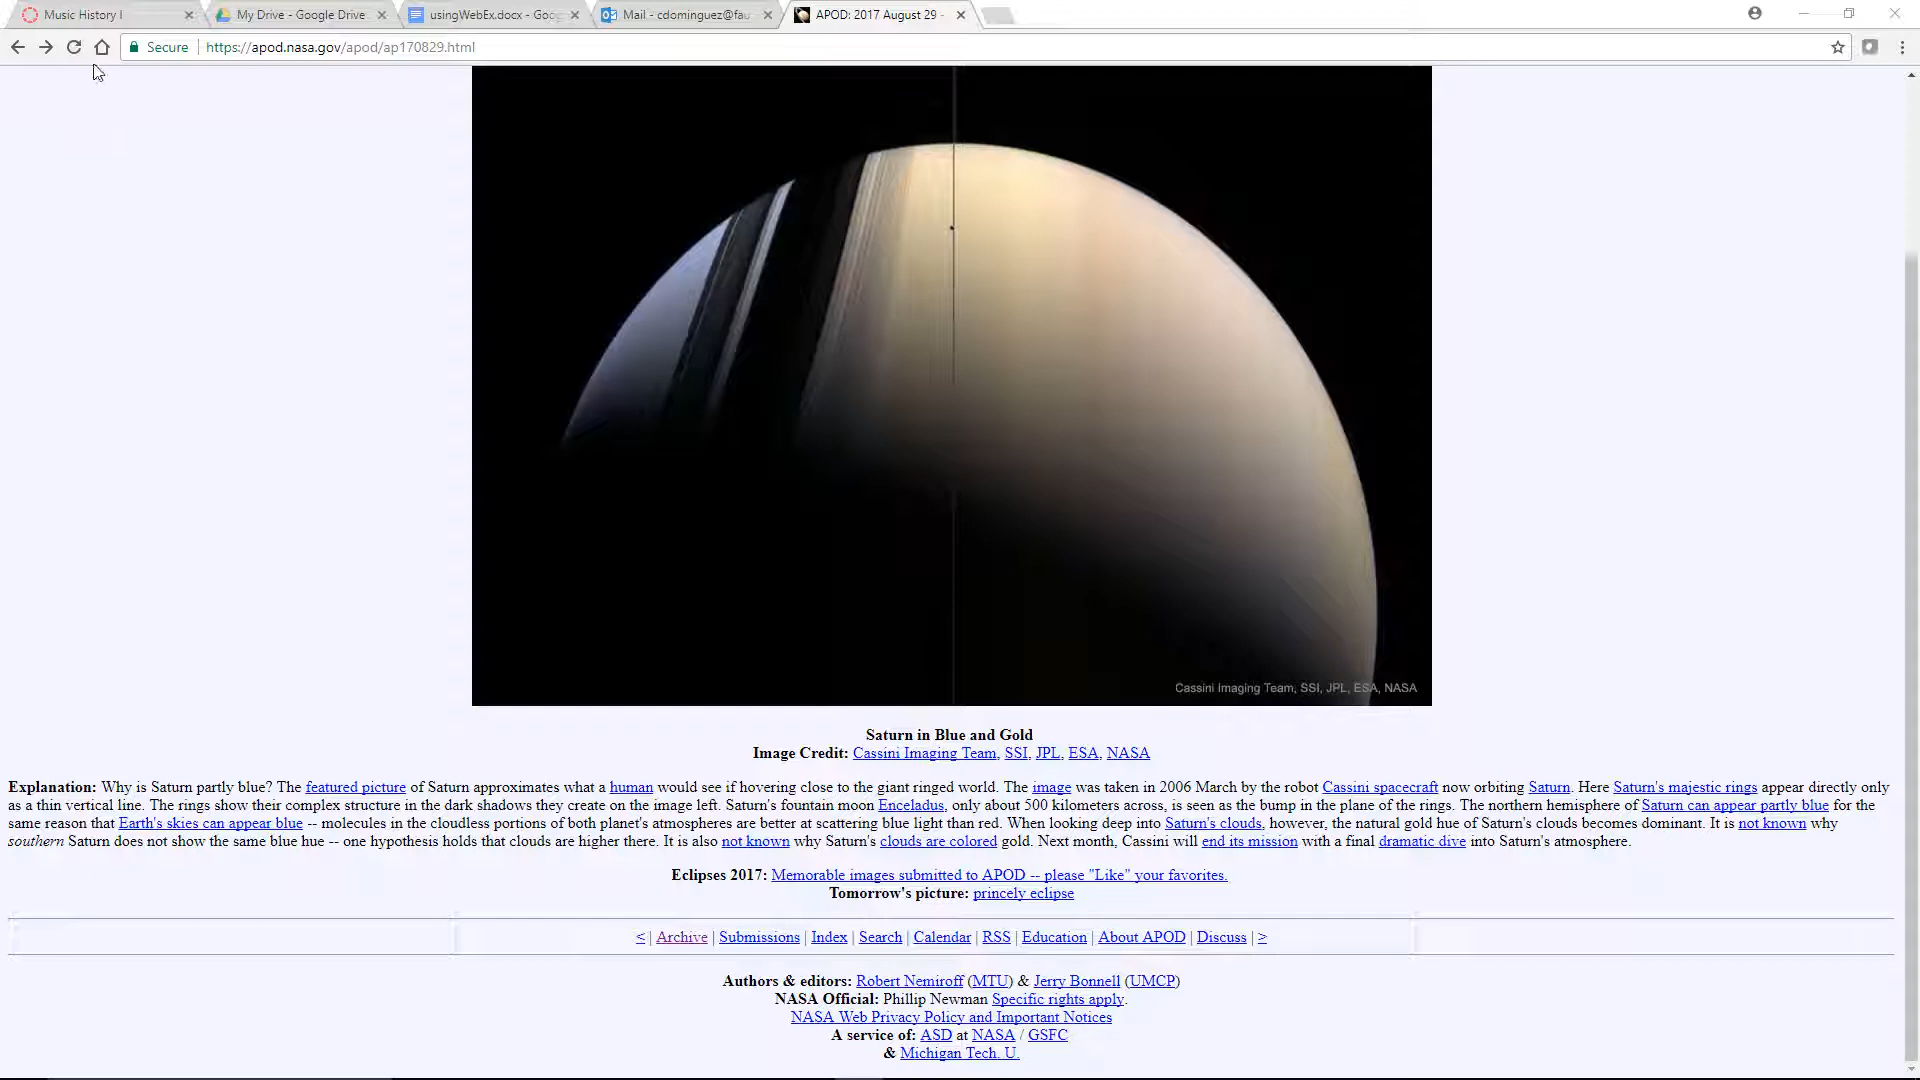 Music History I
My Drive - Google Drive
usingWebEx.docx - Goo
Mail - cdominguez@fau
APOD: 2017 August 29 -
Secure
https://apod.nasa.gov/apod/ap170829.html
Cassini Imaging Team, SSI, JPL, ESA, NASA
Saturn in Blue and Gold
Image Credit: Cassini Imaging Team, SSI, JPL, ESA, NASA
Explanation: Why is Saturn partly blue? The featured picture of Saturn approximates what a human would see if hovering close to the giant ringed world. The image was taken in 2006 March by the robot Cassini spacecraft now orbiting Saturn. Here Saturn's majestic rings appear directly only
as a thin vertical line. The rings show their complex structure in the dark shadows they create on the image left. Saturn's fountain moon Enceladus, only about 500 kilometers across, is seen as the bump in the plane of the rings. The northern hemisphere of Saturn can appear partly blue for the
same reason that Earth's skies can appear blue -- molecules in the cloudless portions of both planet's atmospheres are better at scattering blue light than red. When looking deep into Saturn's clouds, however, the natural gold hue of Saturn's clouds becomes dominant. It is not known why
southern Saturn does not show the same blue hue -- one hypothesis holds that clouds are higher there. It is also not known why Saturn's clouds are colored gold. Next month, Cassini will end its mission with a final dramatic dive into Saturn's atmosphere.
Eclipses 2017: Memorable images submitted to APOD -- please "Like" your favorites.
Tomorrow's picture: princely eclipse
< | Archive | Submissions | Index | Search | Calendar | RSS | Education | About APOD | Discuss | >
Authors & editors: Robert Nemiroff (MTU) & Jerry Bonnell (UMCP)
NASA Official: Phillip Newman Specific rights apply.
NASA Web Privacy Policy and Important Notices
A service of: ASD at NASA / GSFC
& Michigan Tech. U.